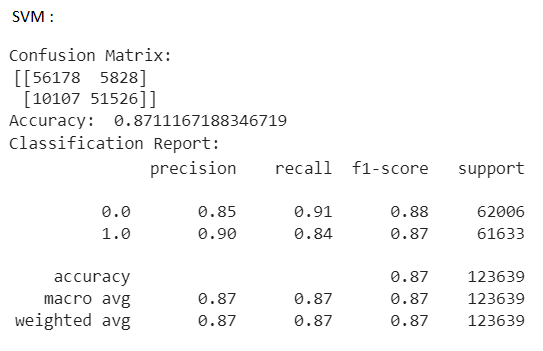 SVM :
Confusion Matrix:
[[56178 5828]
[10107 51526]]
Accuracy: 0.8711167188346719
Classification Report:
precision recall f1-score support
0.0 0.85 0.91 0.88 62006
1.0 0.90 0.84 0.87 61633
accuracy 0.87 123639
macro avg 0.87 0.87 0.87 123639
weighted avg 0.87 0.87 0.87 123639